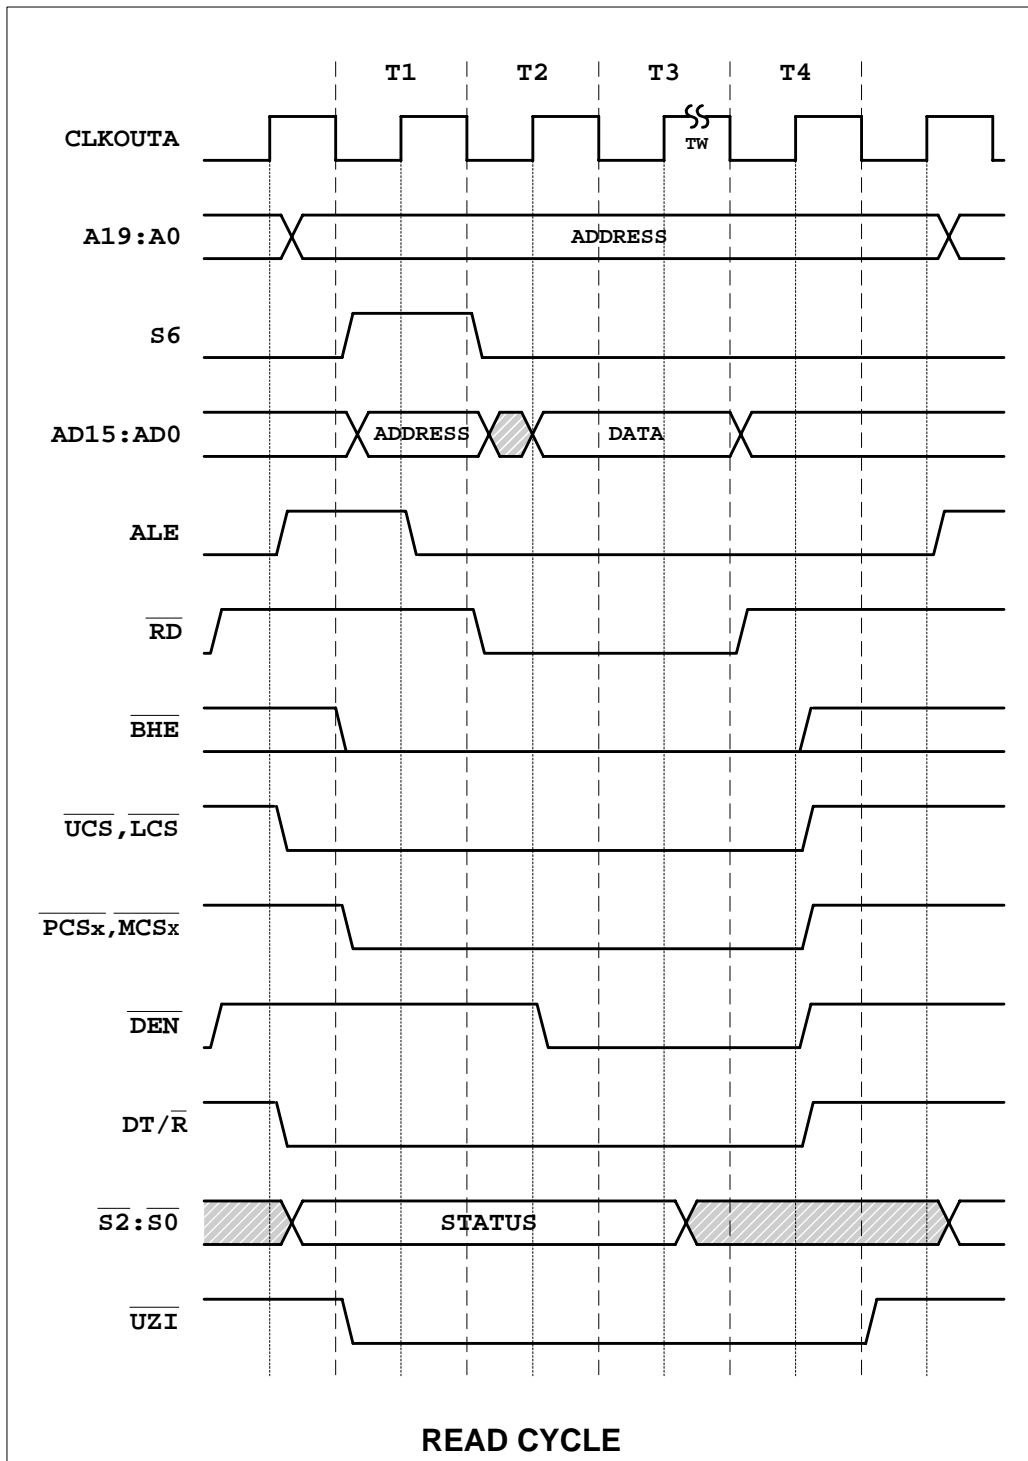 T1 T2 T3 T4
CLKOUTA
TW
A19:A0 ADDRESS
S6
AD15:AD0 ADDRESS DATA
ALE
RD
BHE
UCS,LCS
PCSx,MCSx
DEN
DT/R
S2:S0 STATUS
UZI
READ CYCLE